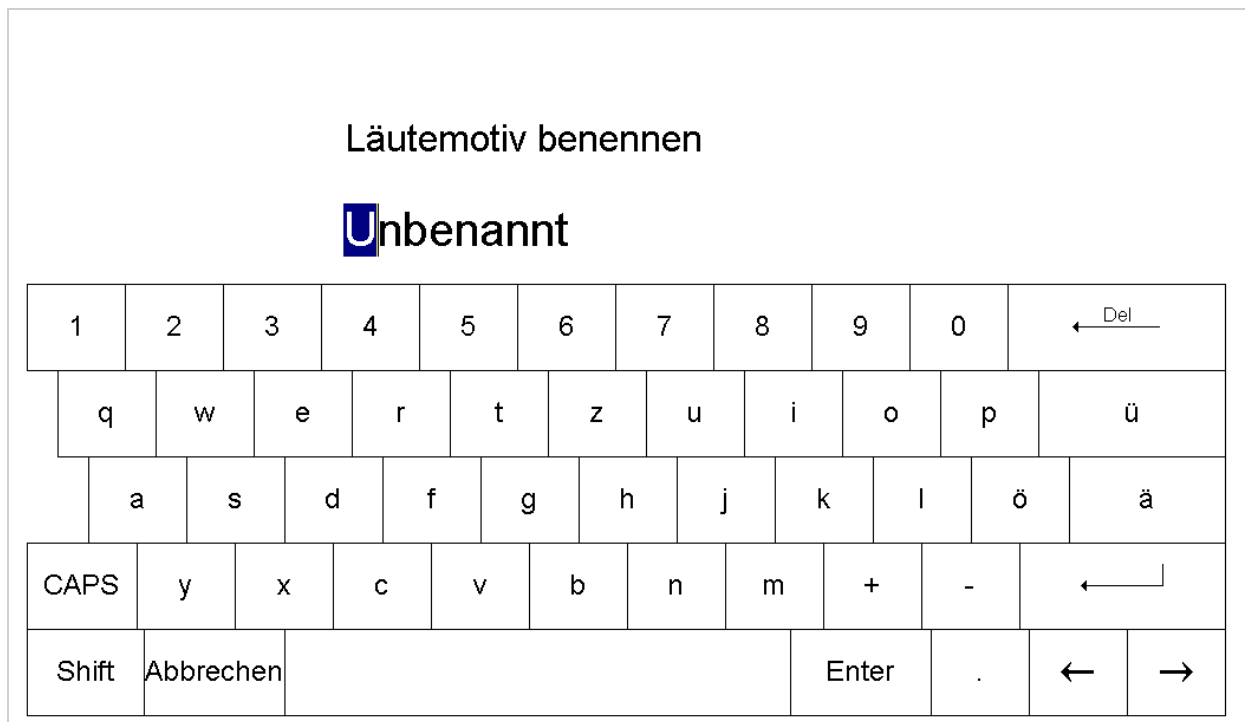 Läutemotiv benennen
Unbenannt
1 2 3 4 5 6 7 8 9 0 Del
q w e r t z u i o p ü
a s d f g h j k l ö ä
CAPS y x c v b n m + -
Shift Abbrechen Enter . ← →